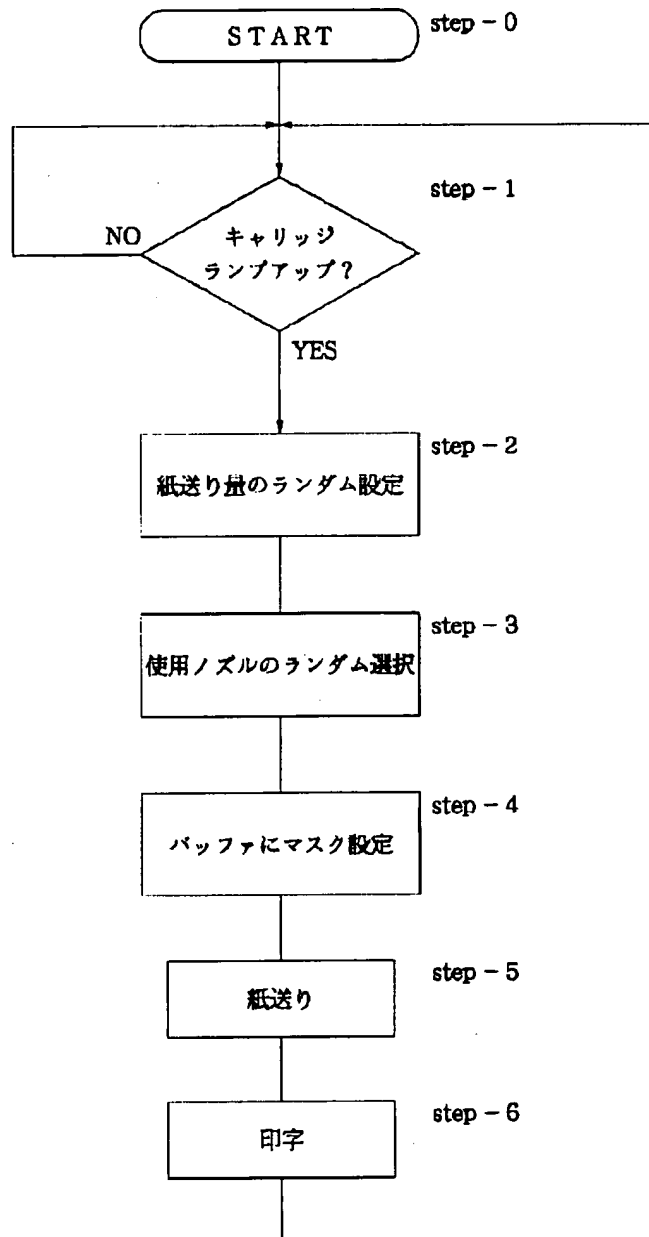 START
step-0
step-1
キャリッジ
ランプアップ?
NO
YES
step-2
紙送り量のランダム設定
step-3
使用ノズルのランダム選択
step-4
バッファにマスク設定
step-5
紙送り
step-6
印字